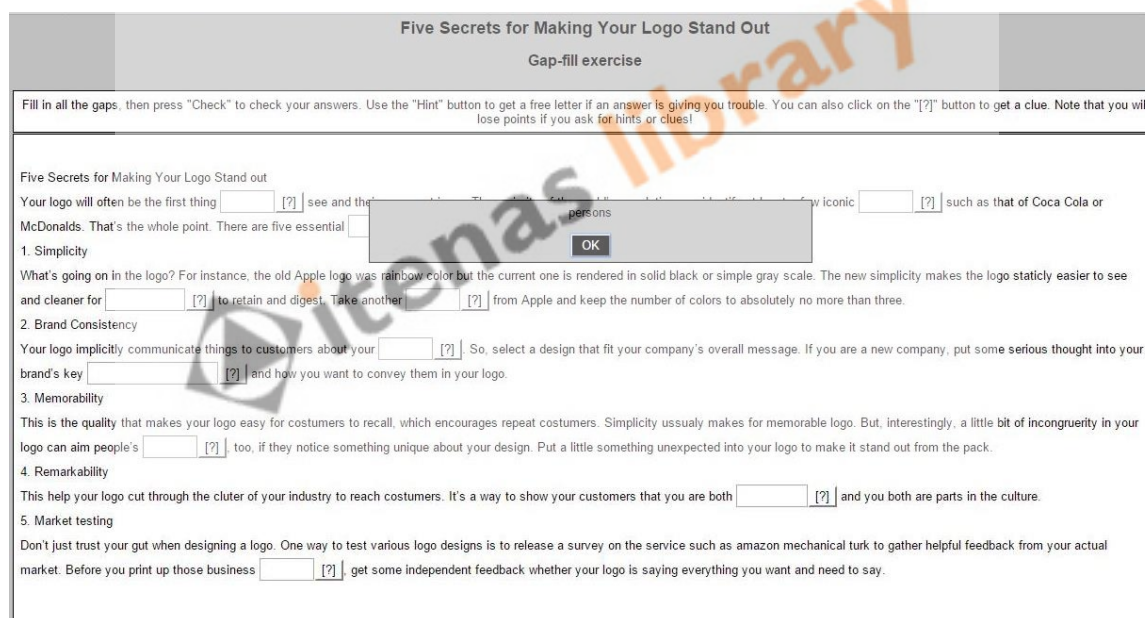 Five Secrets for Making Your Logo Stand Out
Gap-fill exercise
Fill in all the gaps, then press "Check" to check your answers. Use the "Hint" button to get a free letter if an answer is giving you trouble. You can also click on the "[?]" button to get a clue. Note that you wil
lose points if you ask for hints or clues!
Five Secrets for Making Your Logo Stand out
Your logo will often be the first thing [?] see and iconic [?] such as that of Coca Cola or
persons
McDonalds. That's the whole point. There are five essential
OK
1. Simplicity
What's going on in the logo? For instance, the old Apple logo was rainbow color but the current one is rendered in solid black or simple gray scale. The new simplicity makes the logo staticly easier to see
and cleaner for [?] to retain and digest. Take another [?] from Apple and keep the number of colors to absolutely no more than three.
2. Brand Consistency
Your logo implicitly communicate things to customers about your [?]. So, select a design that fit your company's overall message. If you are a new company, put some serious thought into your
brand's key [?] and how you want to convey them in your logo.
3. Memorability
This is the quality that makes your logo easy for costumers to recall, which encourages repeat costumers. Simplicity ussualy makes for memorable logo. But, interestingly, a little bit of incongruerity in your
logo can aim people's [?], too, if they notice something unique about your design. Put a little something unexpected into your logo to make it stand out from the pack.
4. Remarkability
This help your logo cut through the cluter of your industry to reach costumers. It's a way to show your customers that you are both [?] and you both are parts in the culture.
5. Market testing
Don't just trust your gut when designing a logo. One way to test various logo designs is to release a survey on the service such as amazon mechanical turk to gather helpful feedback from your actual
market. Before you print up those business [?], get some independent feedback whether your logo is saying everything you want and need to say.
itenas library